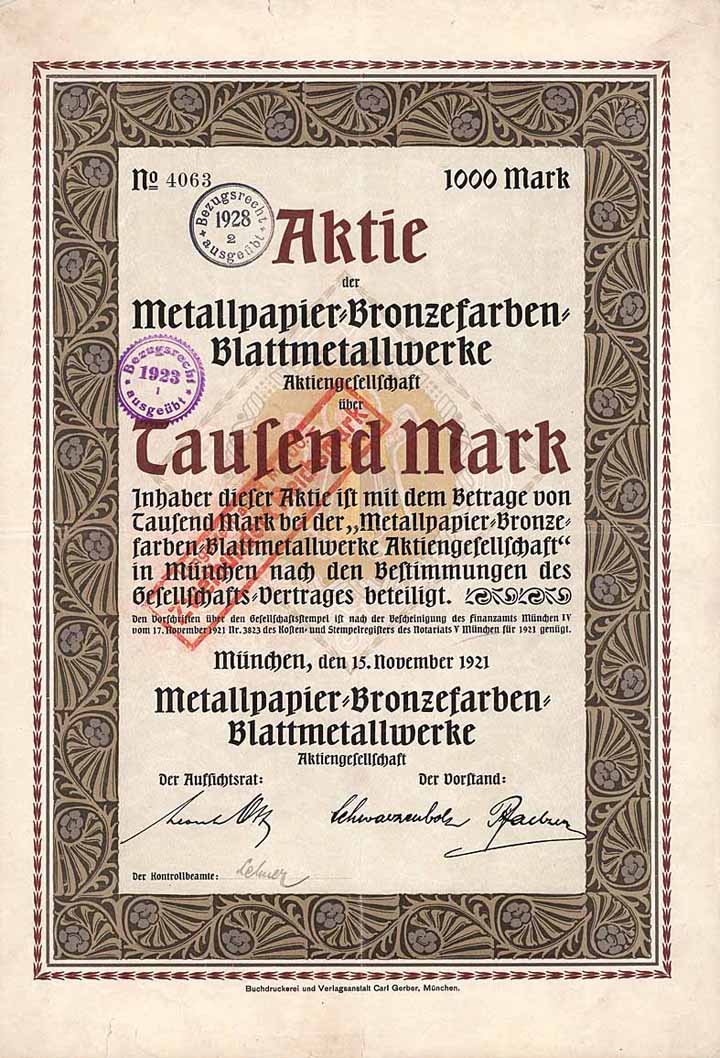 No 4063
1000 Mark
Bezugsrecht
1928
2
ausgeübt
Aktie
der
Metallpapier-Bronzefarben-
Blattmetallwerke
Aktiengesellschaft
Bezugsrecht
1923
1
ausgeübt
über
Tausend Mark
Inhaber dieser Aktie ist mit dem Betrage von
Tausend Mark bei der „Metallpapier-Bronze-
farben-Blattmetallwerke Aktiengesellschaft“
in München nach den Bestimmungen des
Gesellschafts-Vertrages beteiligt.
Den Vorschriften über den Gesellschaftsstempel ist nach der Bescheinigung des Finanzamts München IV
vom 17. November 1921 Nr. 3823 des Kosten- und Stempelregisters des Notariats V München für 1921 genügt.
München, den 15. November 1921
Metallpapier-Bronzefarben-
Blattmetallwerke
Aktiengesellschaft
Der Aufsichtsrat:
Der Vorstand:
Schwarzenbolz
Der Kontrollbeamte:
Buchdruckerei und Verlagsanstalt Carl Gerber, München.